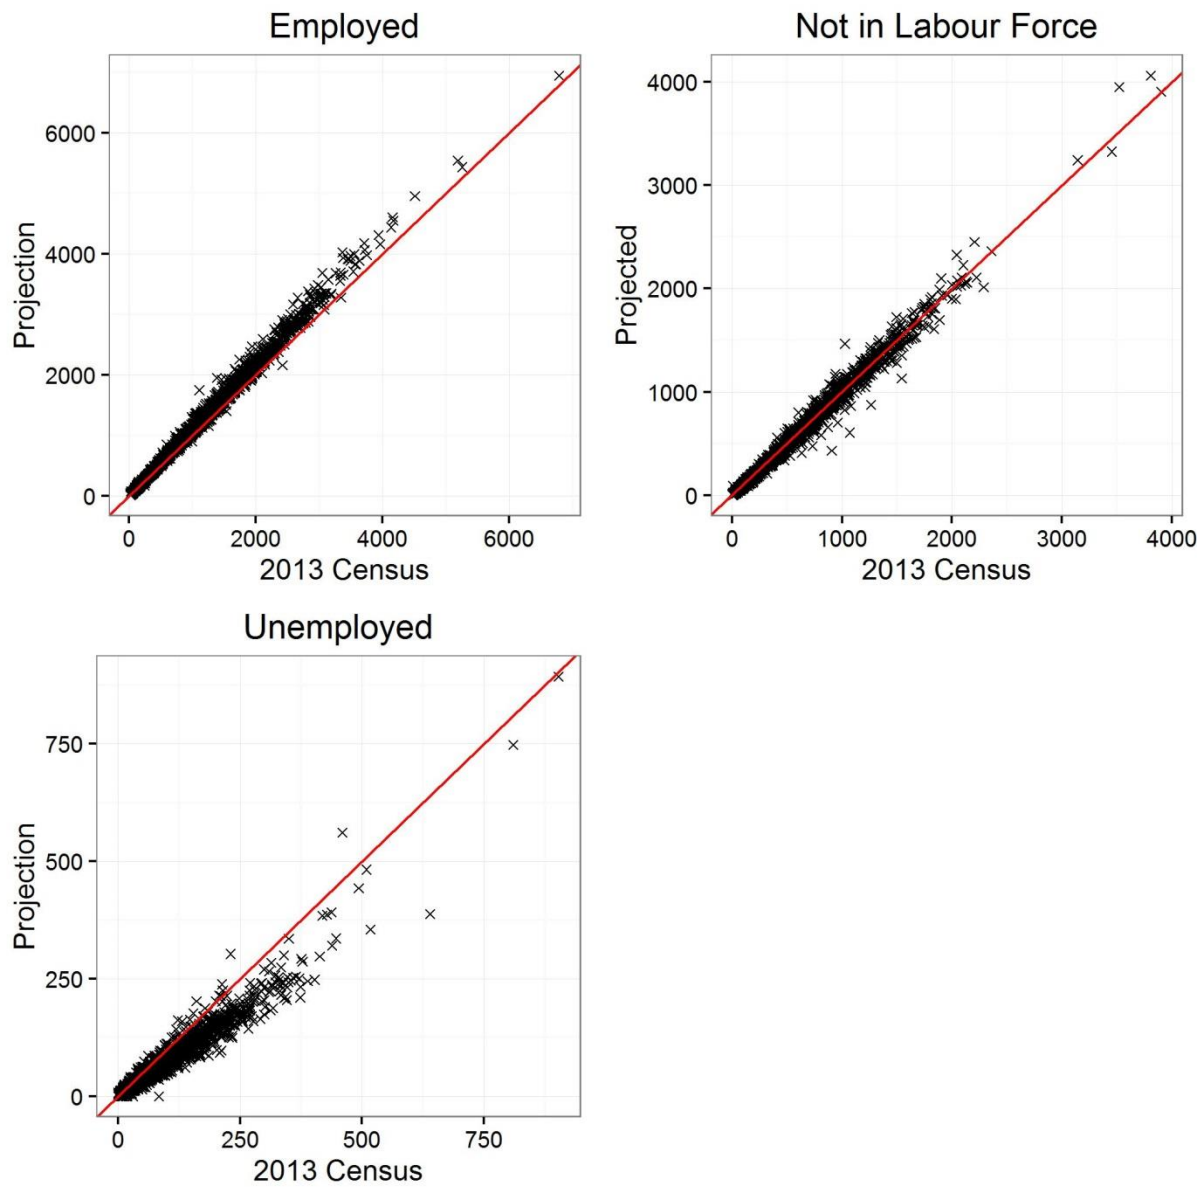 Employed
Projection
6000
4000
2000
0
0 2000 4000 6000
2013 Census
Not in Labour Force
Projected
4000
3000
2000
1000
0
0 1000 2000 3000 4000
2013 Census
Unemployed
Projection
750
500
250
0
0 250 500 750
2013 Census